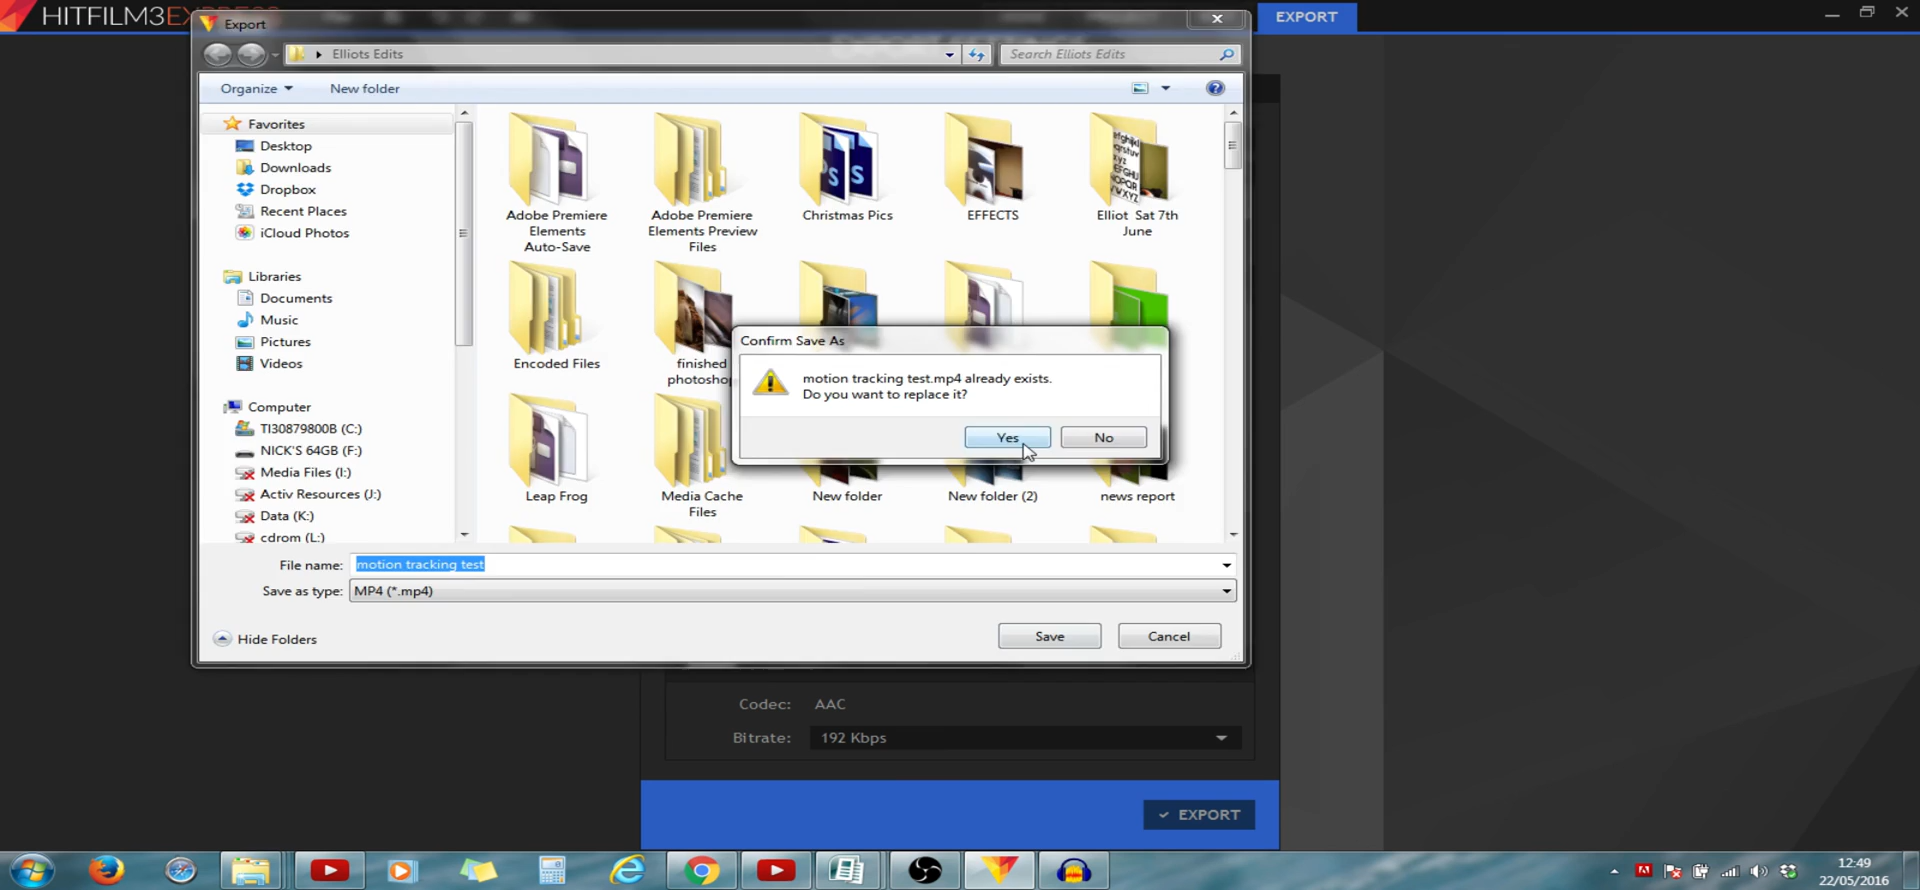 HITFILM3EXPRESS
Export
EXPORT
Elliots Edits
Search Elliots Edits
Organize
New folder
Favorites
Desktop
Downloads
Dropbox
Recent Places
iCloud Photos
Libraries
Documents
Music
Pictures
Videos
Computer
TI30879800B (C:)
NICK'S 64GB (F:)
Media Files (I:)
Activ Resources (J:)
Data (K:)
cdrom (L:)
Adobe Premiere
Elements
Auto-Save
Adobe Premiere
Elements Preview
Files
Christmas Pics
EFFECTS
Elliot Sat 7th
June
Encoded Files
finished
Confirm Save As
motion tracking test.mp4 already exists.
Do you want to replace it?
Yes
No
Leap Frog
Media Cache
Files
New folder
New folder (2)
news report
File name:
motion tracking test
Save as type:
MP4 (*.mp4)
Hide Folders
Save
Cancel
Codec:
AAC
Bitrate:
192 Kbps
EXPORT
12:49
22/05/2016